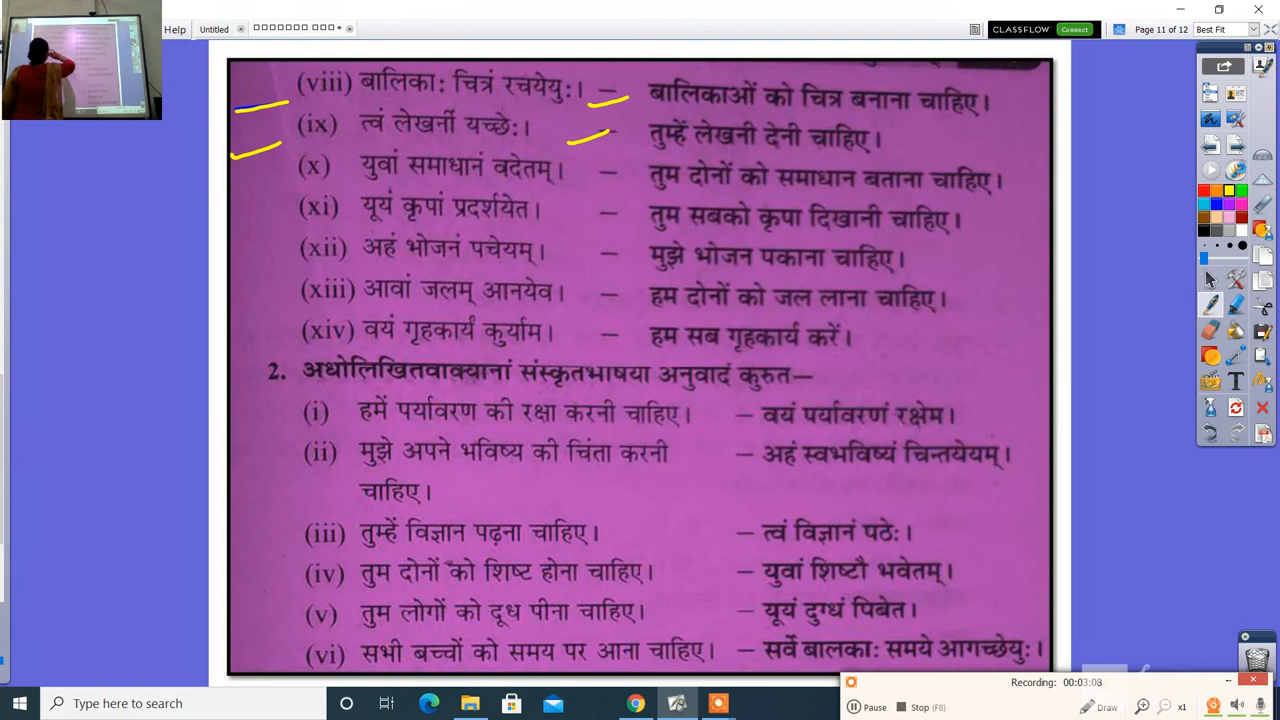 Help
Untitled
CLASSFLOW Connect
Page 11 of 12
Best Fit
(viii) बालिकाः चित्रं रचयेयुः। – बालिकाओं को चित्र बनाना चाहिए।
(ix) त्वं लेखनीं यच्छेः। – तुम्हें लेखनी देनी चाहिए।
(x) युवां समाधानं वदेतम्। – तुम दोनों को समाधान बताना चाहिए।
(xi) यूयं कृपां प्रदर्शयेत। – तुम सबको कृपा दिखानी चाहिए।
(xii) अहं भोजनं पचेयम्। – मुझे भोजन पकाना चाहिए।
(xiii) आवां जलम् आनयेव। – हम दोनों को जल लाना चाहिए।
(xiv) वयं गृहकार्यं कुर्याम। – हम सब गृहकार्य करें।
2. अधोलिखितवाक्यानां संस्कृतभाषया अनुवादं कुरुत—
(i) हमें पर्यावरण की रक्षा करनी चाहिए। – वयं पर्यावरणं रक्षेम।
(ii) मुझे अपने भविष्य की चिंता करनी – अहं स्वभविष्यं चिन्तयेयम्।
चाहिए।
(iii) तुम्हें विज्ञान पढ़ना चाहिए। – त्वं विज्ञानं पठेः।
(iv) तुम दोनों को शिष्ट होना चाहिए। – युवां शिष्टौ भवेतम्।
(v) तुम लोगों को दूध पीना चाहिए। – यूयं दुग्धं पिबेत।
(vi) सभी बच्चों को समय पर आना चाहिए। – सर्वे बालकाः समये आगच्छेयुः।
Recording: 00:03:08
Pause Stop (F8) Draw x1
Type here to search